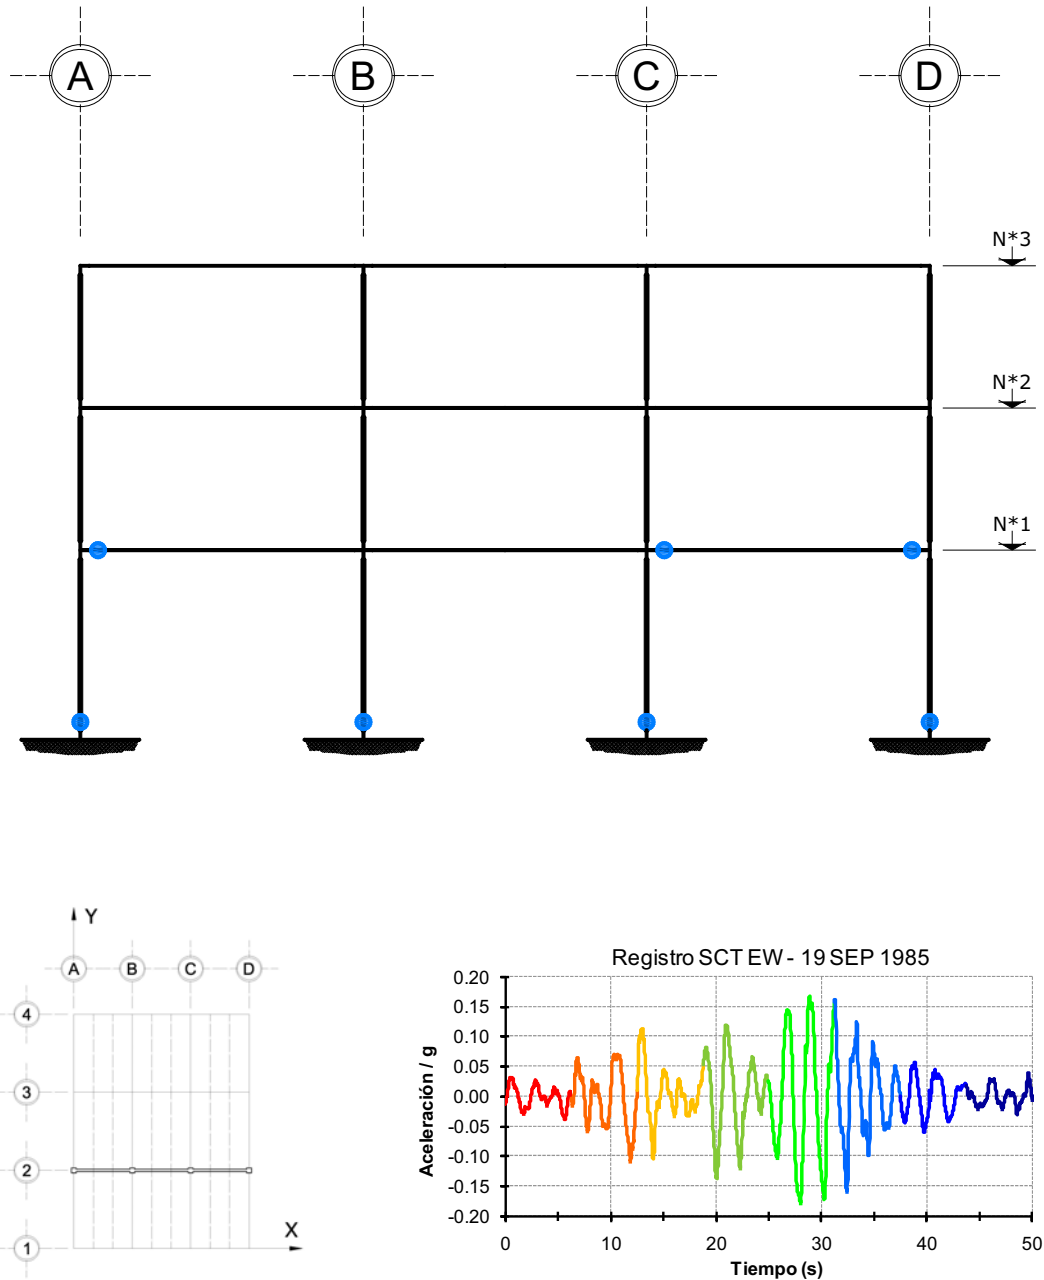 A B C D
N*3
N*2
N*1
Y
A B C D
4
3
2
1
X
Registro SCT EW - 19 SEP 1985
Aceleración / g
0.20
0.15
0.10
0.05
0.00
-0.05
-0.10
-0.15
-0.20
0 10 20 30 40 50
Tiempo (s)